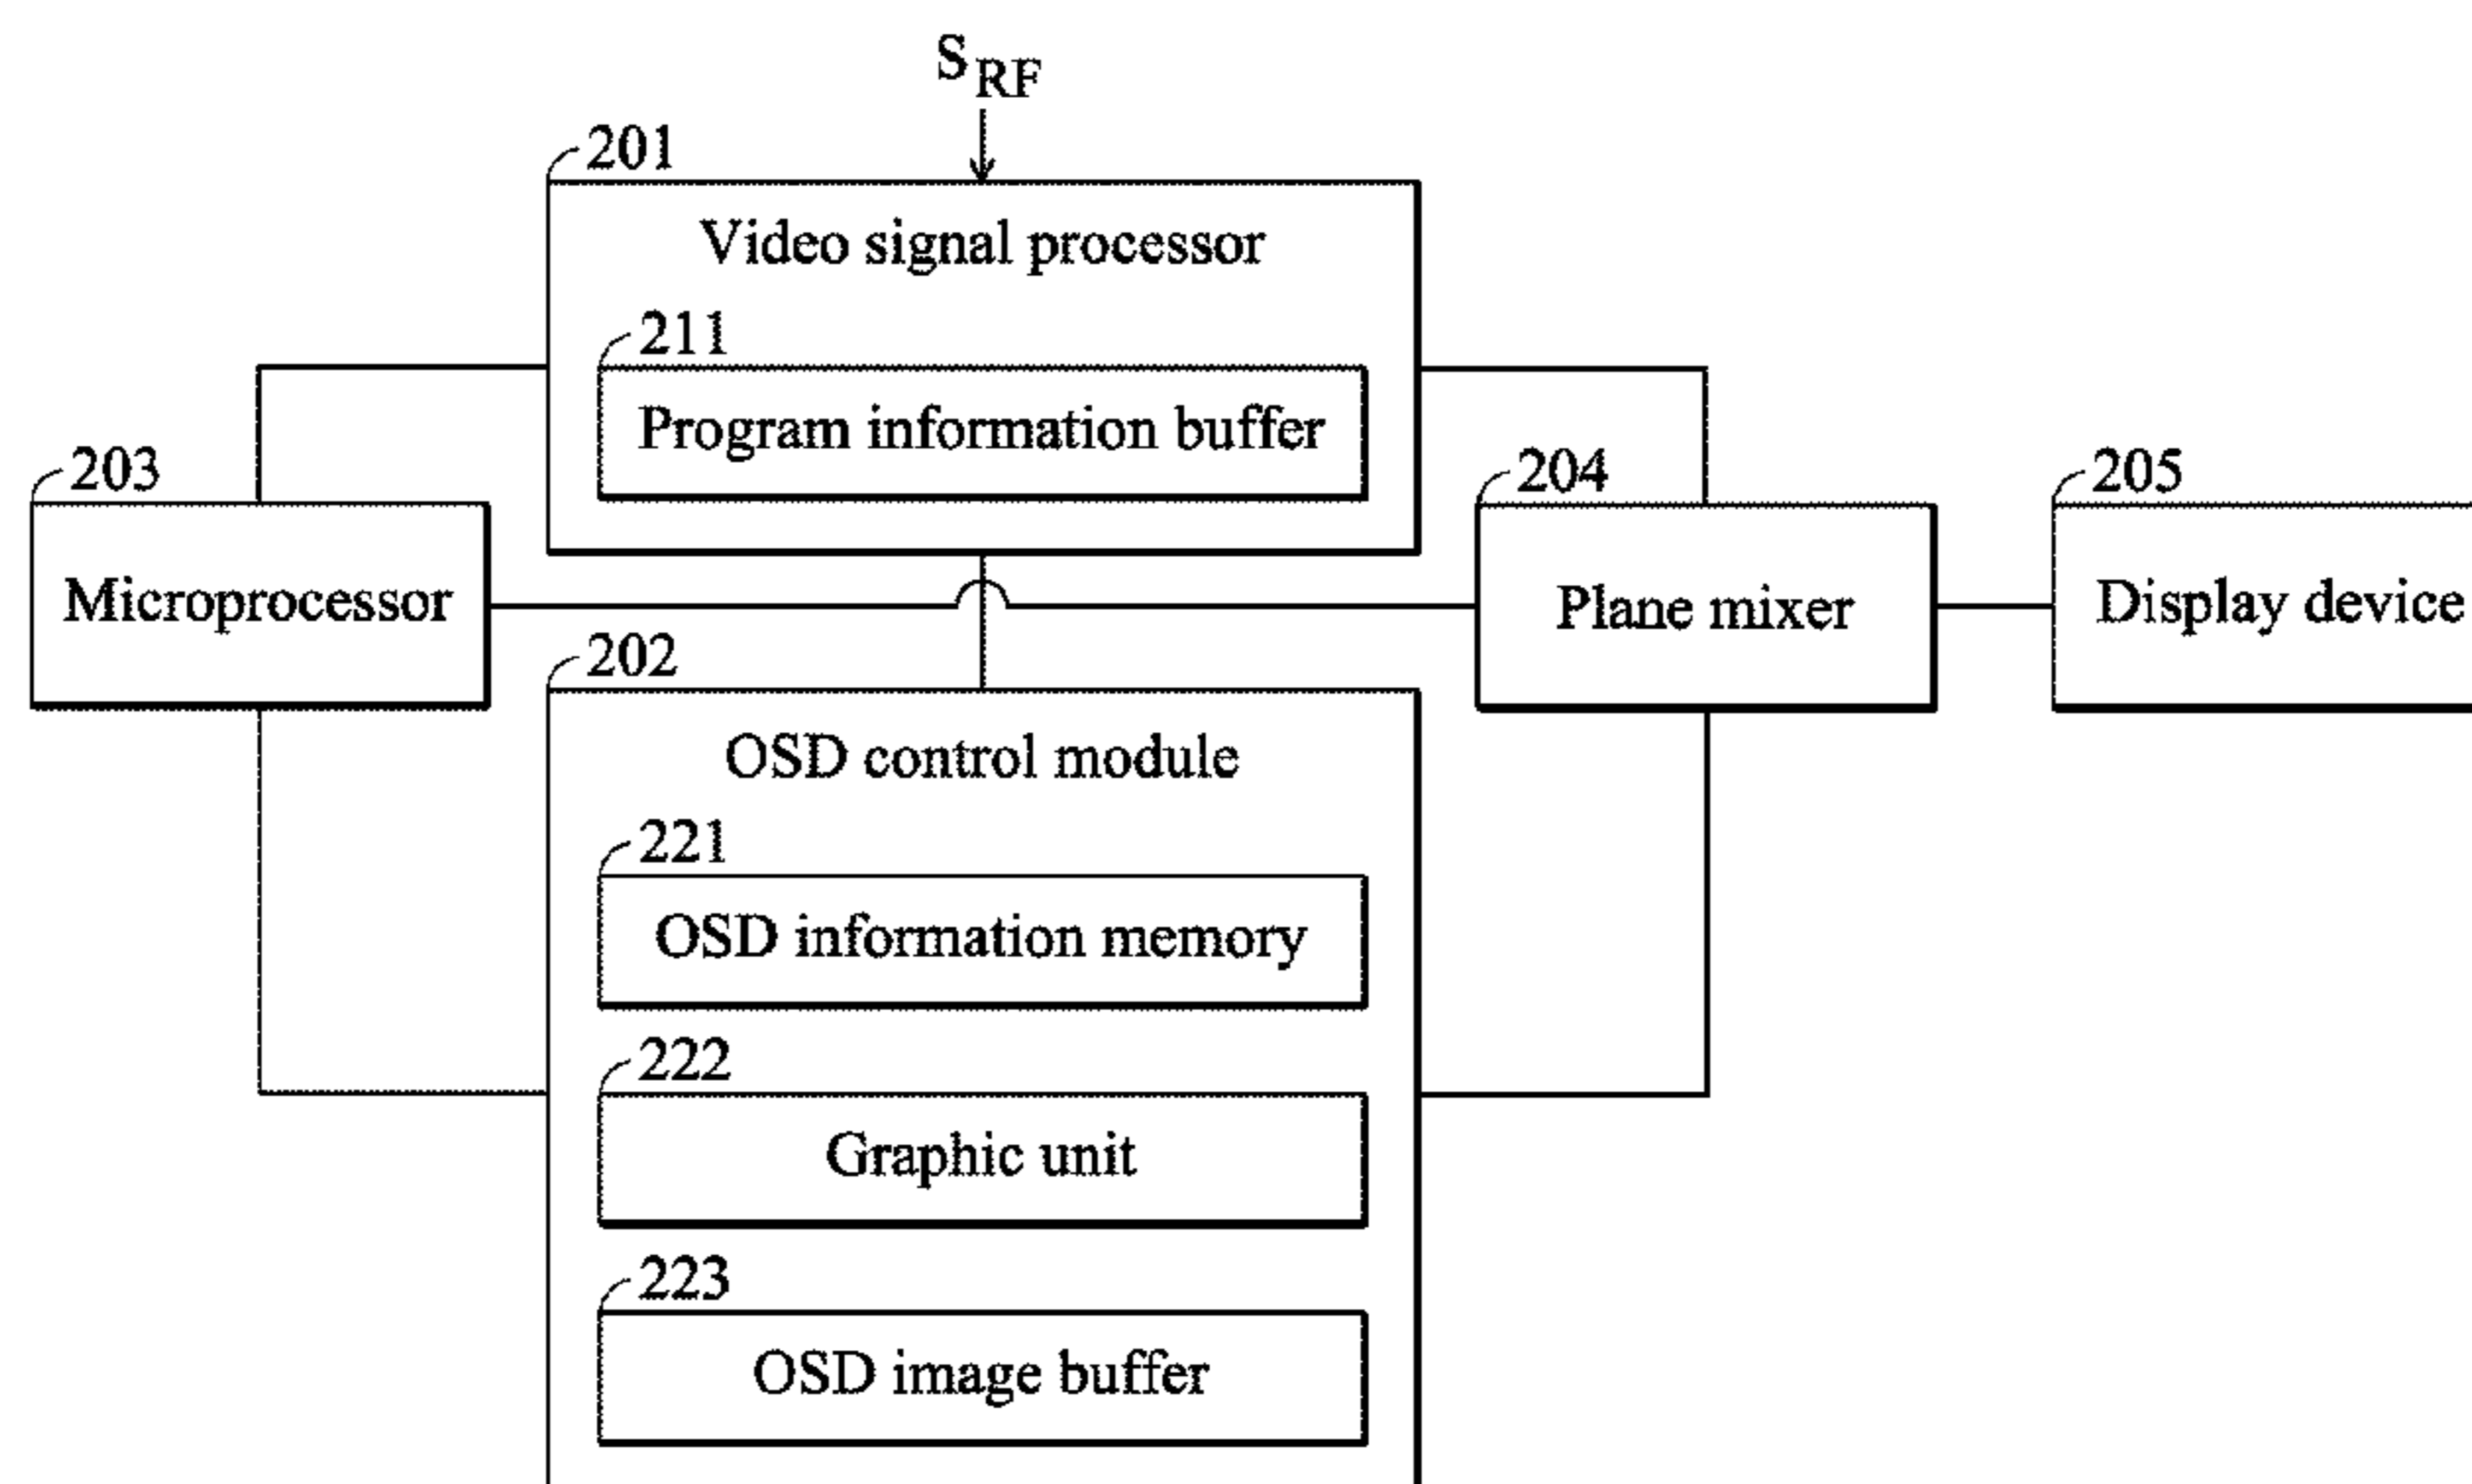 SRF
201
Video signal processor
211
Program information buffer
203
Microprocessor
204
Plane mixer
205
Display device
202
OSD control module
221
OSD information memory
222
Graphic unit
223
OSD image buffer